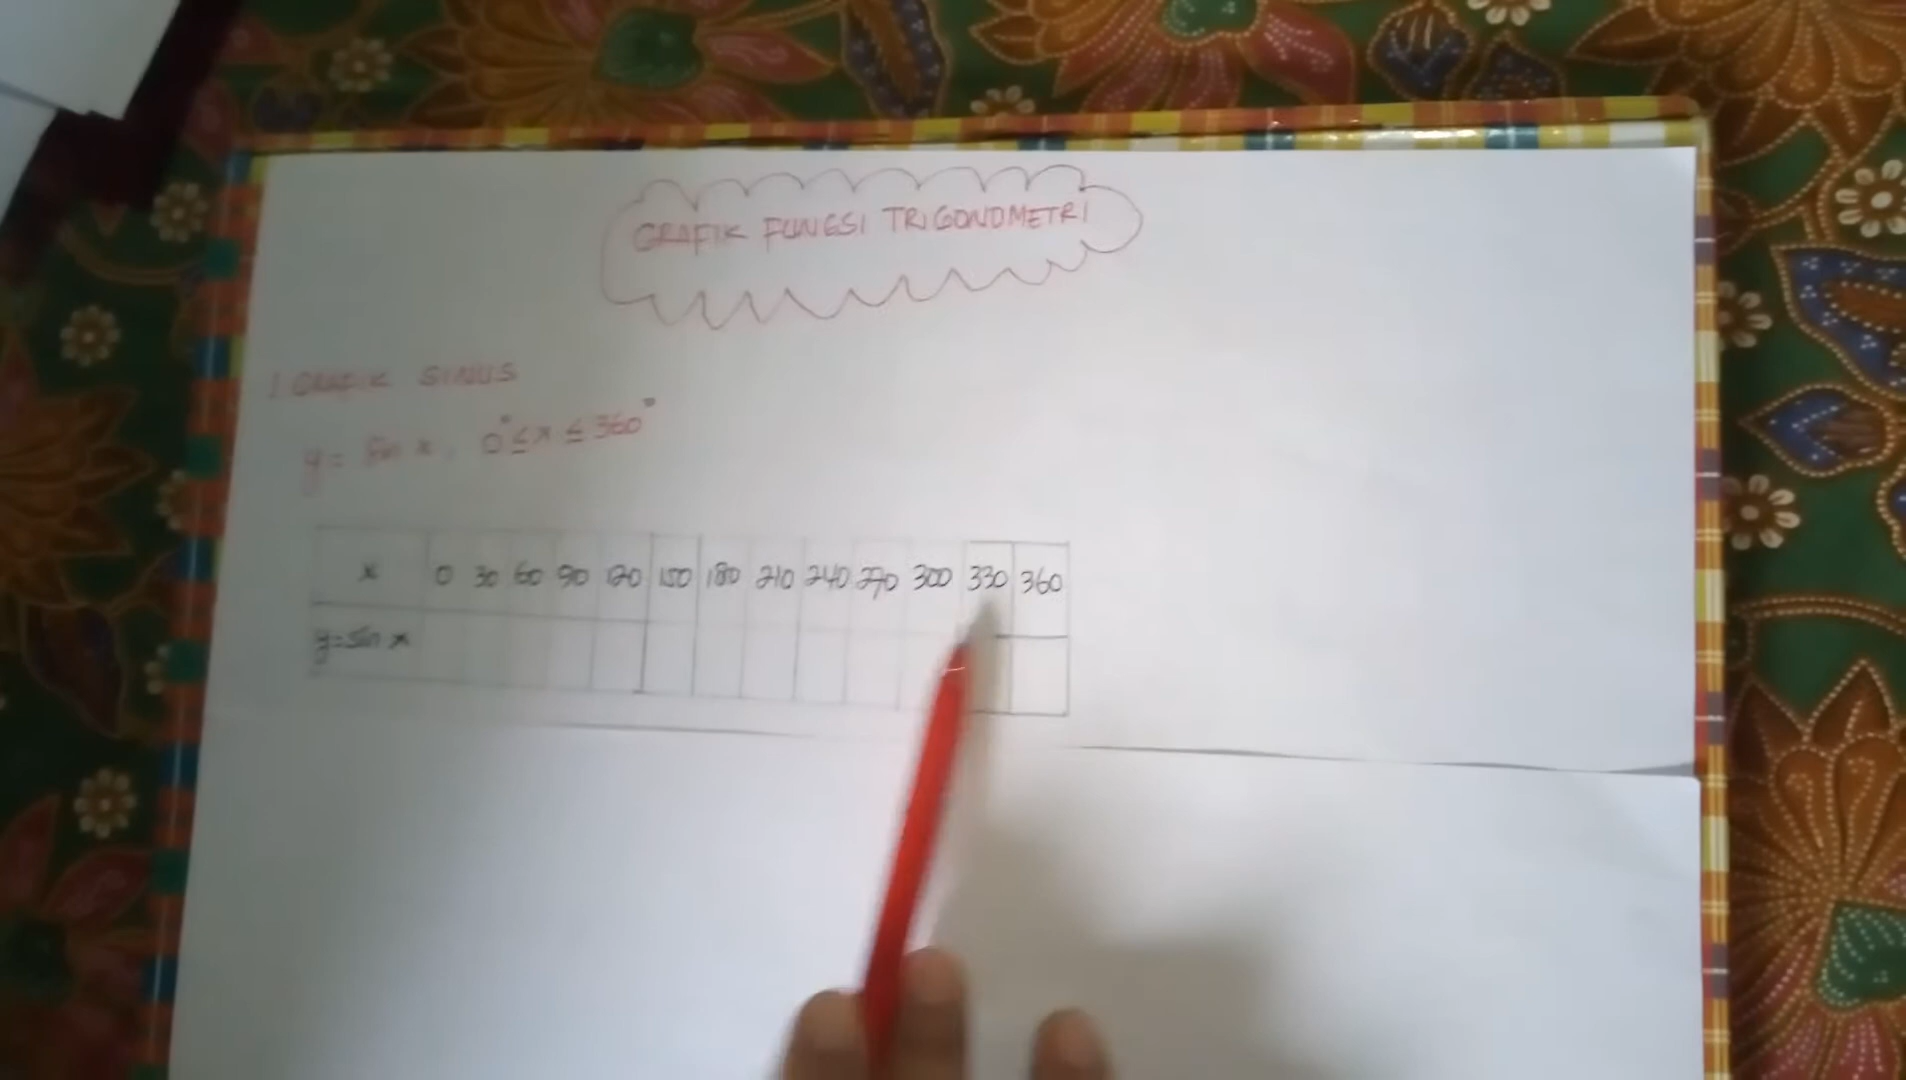 GRAFIK FUNGSI TRIGONOMETRI
1. GRAFIK SINUS
y = sin x, 0° ≤ x ≤ 360°
x 0 30 60 90 120 150 180 210 240 270 300 330 360
y = sin x